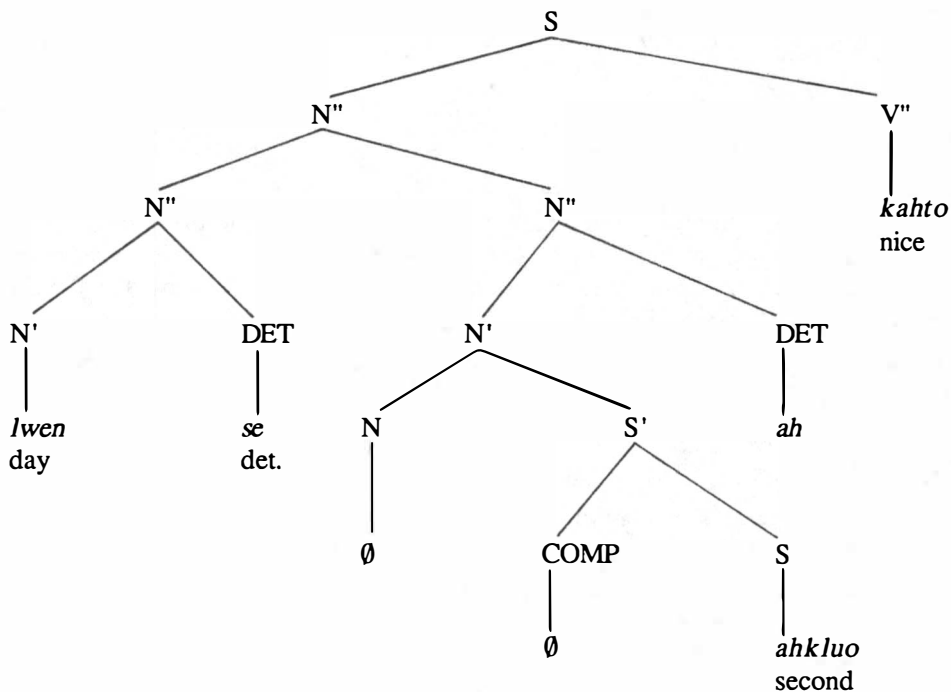 S
N" V"
N" N" kahto
nice
N' DET N' DET
lwen se N S' ah
day det.
Ø COMP S
Ø ahkluo
second